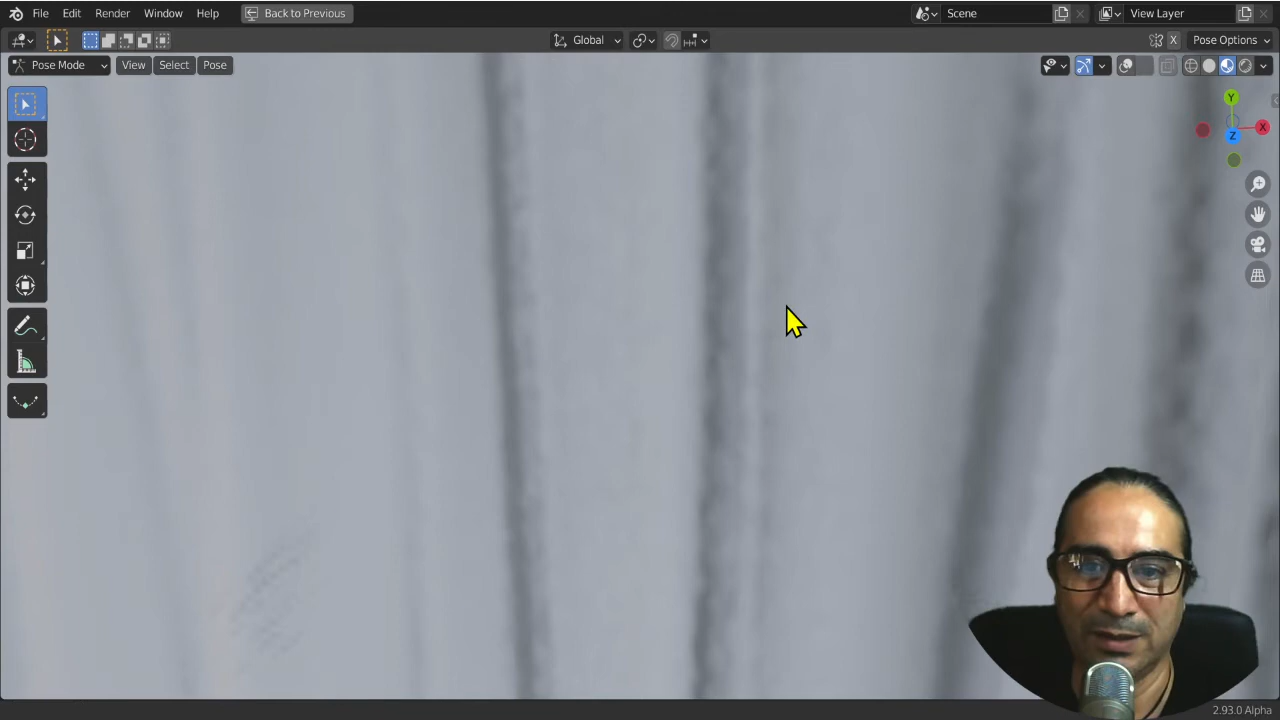 File Edit Render Window Help Back to Previous Scene View Layer
Global X Pose Options
Pose Mode View Select Pose
Y
X
Z
2.93.0 Alpha